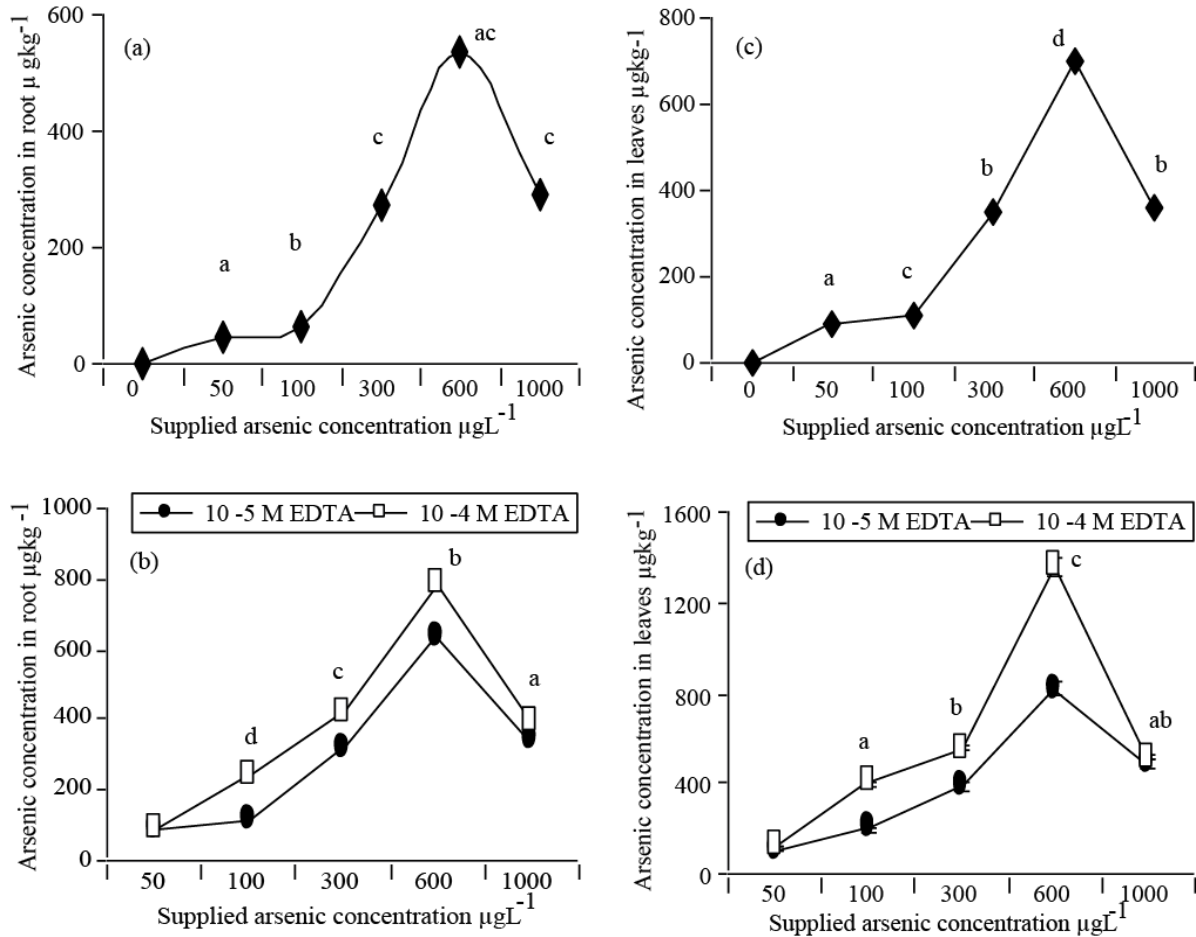 (a)
Arsenic concentration in root µ gkg-1
600
400
200
0
a
b
c
ac
c
0 50 100 300 600 1000
Supplied arsenic concentration µgL-1
(c)
Arsenic concentration in leaves µgkg-1
800
600
400
200
0
a
c
b
d
b
0 50 100 300 600 1000
Supplied arsenic concentration µgL-1
10 -5 M EDTA 10 -4 M EDTA
(b)
Arsenic concentration in root µgkg-1
1000
800
600
400
200
0
d
c
b
a
50 100 300 600 1000
Supplied arsenic concentration µgL-1
10 -5 M EDTA 10 -4 M EDTA
(d)
Arsenic concentration in leaves µgkg-1
1600
1200
800
400
0
a
b
c
ab
50 100 300 600 1000
Supplied arsenic concentration µgL-1